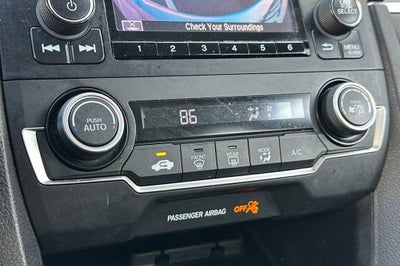 Check Your Surroundings
SELECT
1 2 3 4 5 6
MENU
PUSH
AUTO
86
FRONT
REAR
MODE
A/C
PASSENGER AIRBAG OFF